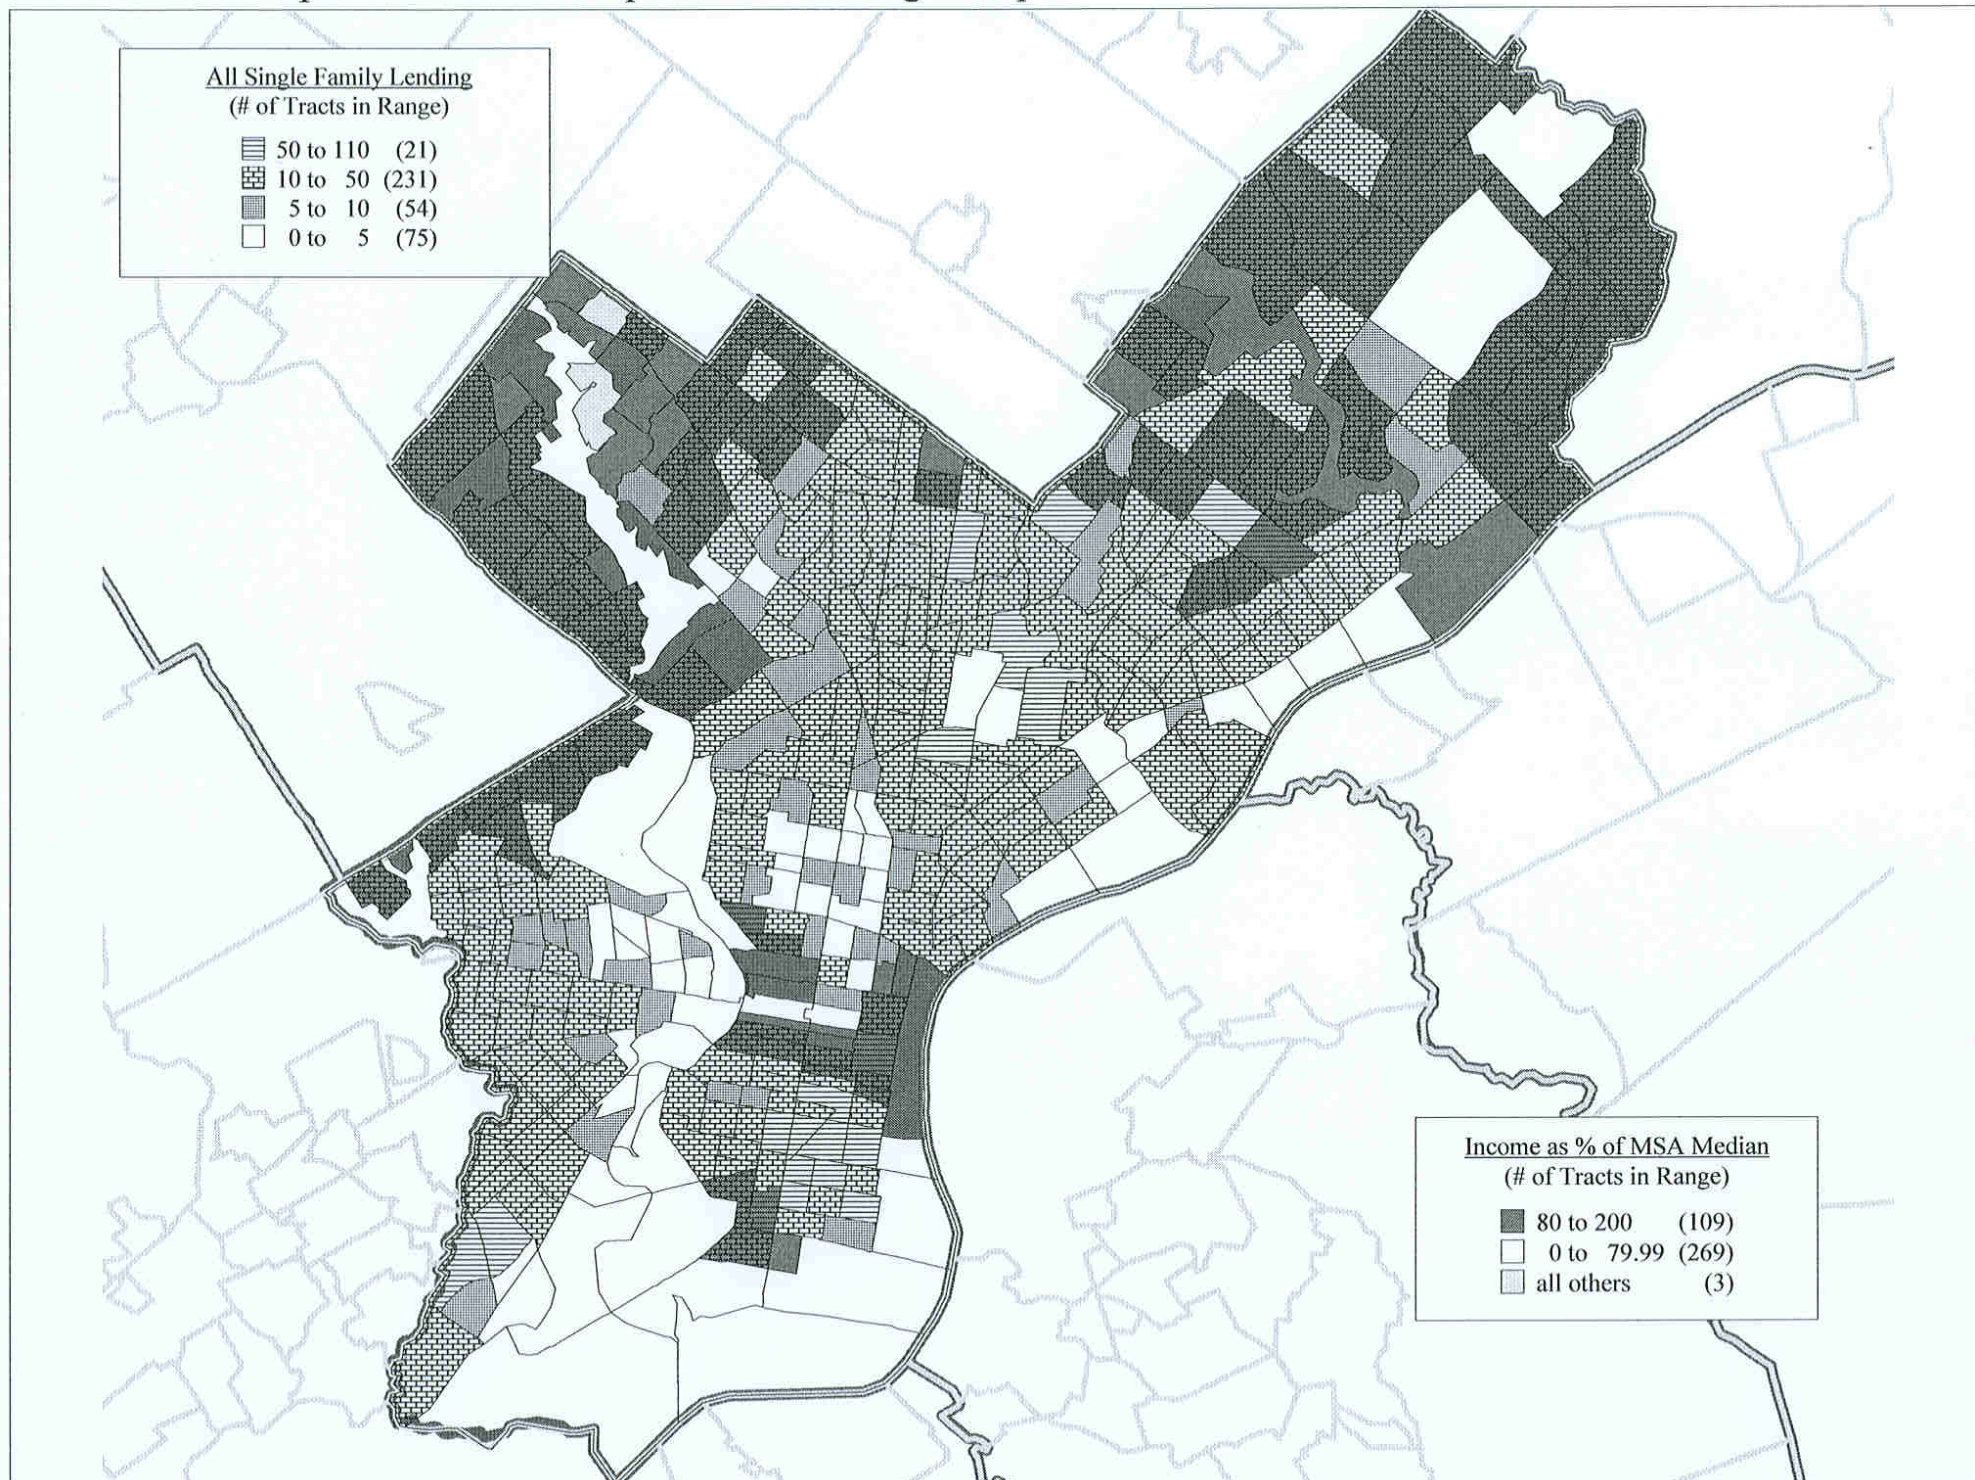 All Single Family Lending
(# of Tracts in Range)
50 to 110 (21)
10 to 50 (231)
5 to 10 (54)
0 to 5 (75)
Income as % of MSA Median
(# of Tracts in Range)
80 to 200 (109)
0 to 79.99 (269)
all others (3)